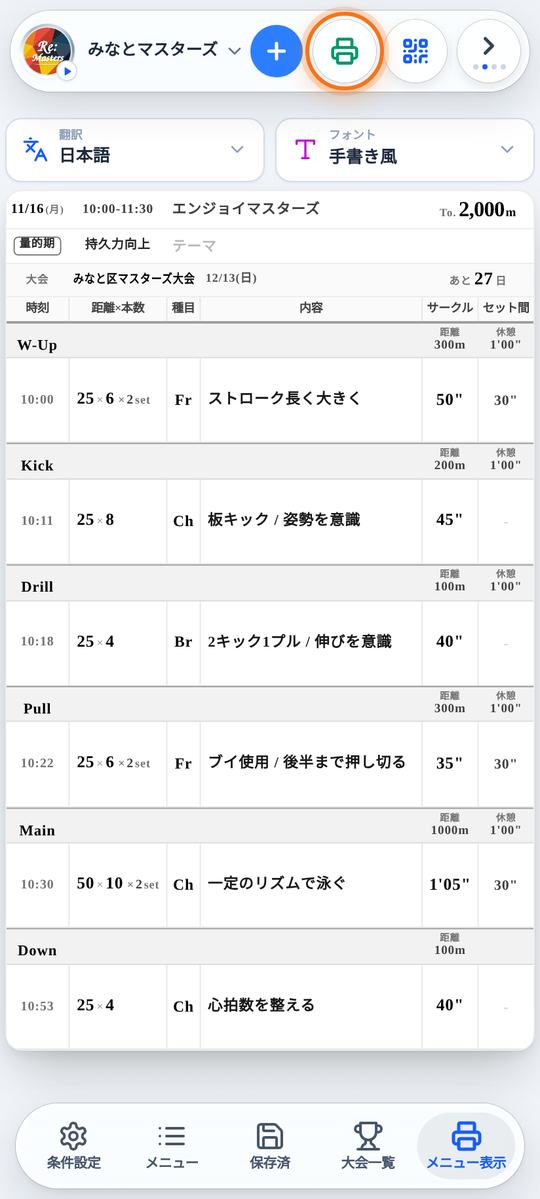 Re:
Masters
みなとマスターズ
翻訳
日本語
フォント
手書き風
11/16(月) 10:00-11:30 エンジョイマスターズ To. 2,000m
量的期 持久力向上 テーマ
大会 みなと区マスターズ大会 12/13(日) あと 27 日
時刻 距離×本数 種目 内容 サークル セット間
W-Up 距離 300m 休憩 1'00"
10:00 25×6×2set Fr ストローク長く大きく 50" 30"
Kick 距離 200m 休憩 1'00"
10:11 25×8 Ch 板キック / 姿勢を意識 45" -
Drill 距離 100m 休憩 1'00"
10:18 25×4 Br 2キック1プル / 伸びを意識 40" -
Pull 距離 300m 休憩 1'00"
10:22 25×6×2set Fr ブイ使用 / 後半まで押し切る 35" 30"
Main 距離 1000m 休憩 1'00"
10:30 50×10×2set Ch 一定のリズムで泳ぐ 1'05" 30"
Down 距離 100m
10:53 25×4 Ch 心拍数を整える 40" -
条件設定 メニュー 保存済 大会一覧 メニュー表示